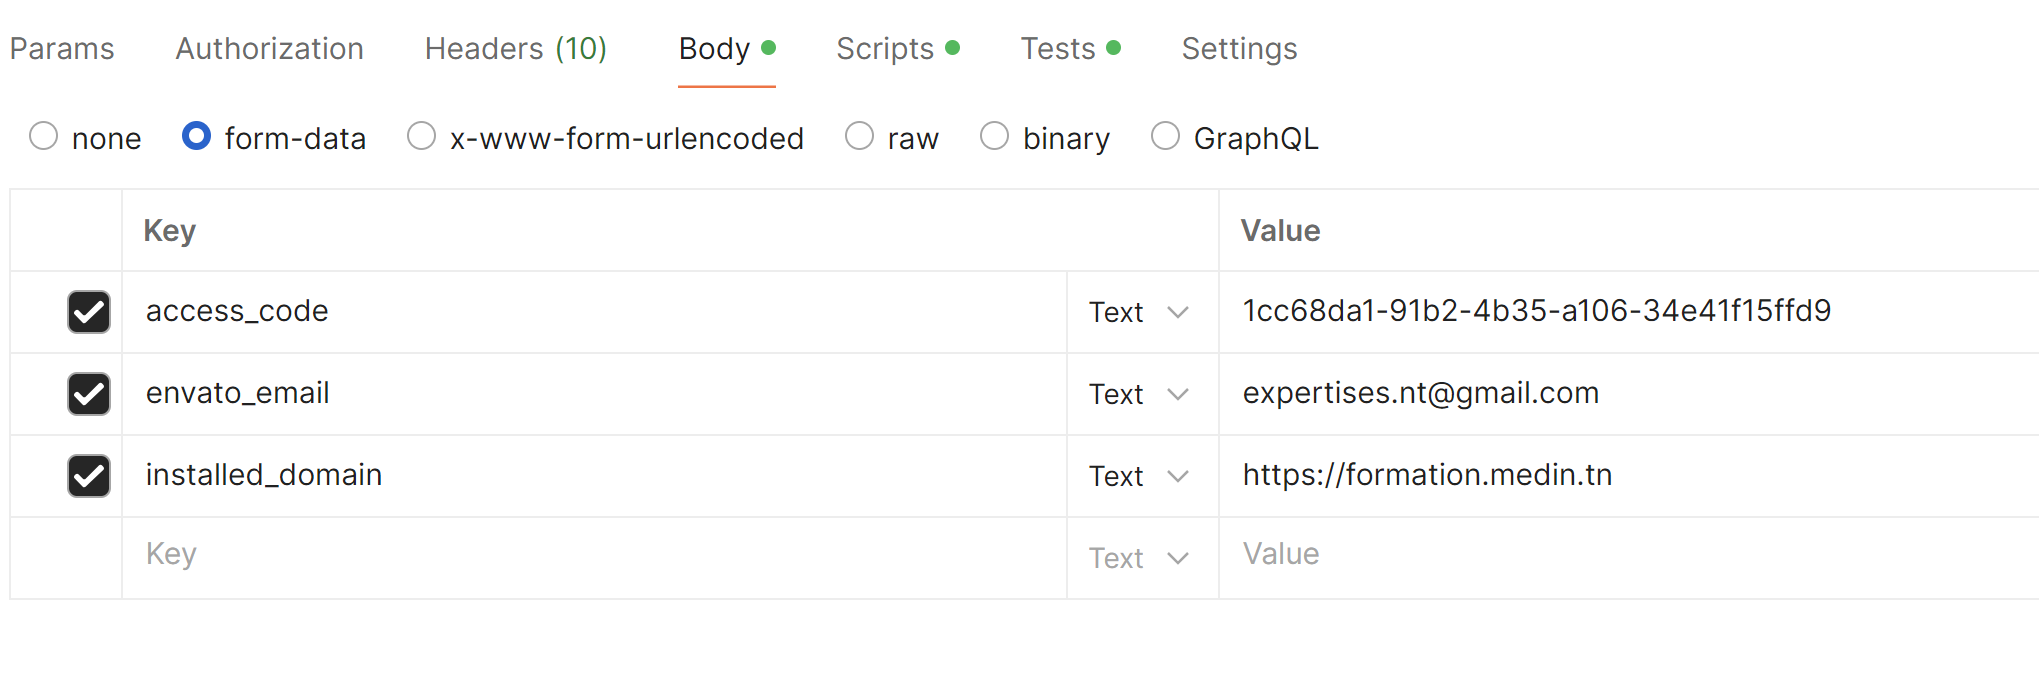 Params Authorization Headers (10) Body Scripts Tests Settings
none form-data x-www-form-urlencoded raw binary GraphQL
Key Value
access_code Text 1cc68da1-91b2-4b35-a106-34e41f15ffd9
envato_email Text expertises.nt@gmail.com
installed_domain Text https://formation.medin.tn
Key Text Value